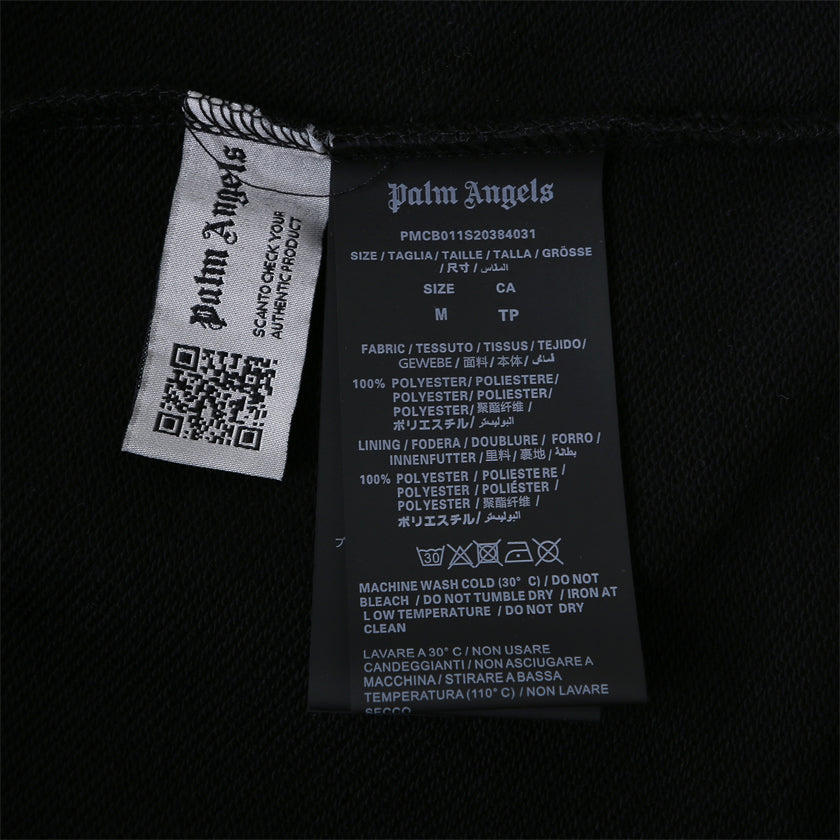 Palm Angels
SCANTO CHECK YOUR
AUTHENTIC PRODUCT
Palm Angels
PMCB011S20384031
SIZE / TAGLIA / TAILLE / TALLA / GRÖSSE
/ 尺寸 / المقاس
SIZE CA
M TP
FABRIC / TESSUTO / TISSUS / TEJIDO/
GEWEBE / 面料 / 本体 / قماش
100% POLYESTER/ POLIESTERE/
POLYESTER/ POLIESTER/
POLYESTER/ 聚酯纤维 /
ポリエステル/ البوليستر
LINING / FODERA / DOUBLURE / FORRO /
INNENFUTTER / 里料 / 裏地 / بطانة
100% POLYESTER / POLIESTERE /
POLYESTER / POLIÉSTER /
POLYESTER / 聚酯纤维 /
ポリエステル/ البوليستر
30
MACHINE WASH COLD (30° C) / DO NOT
BLEACH / DO NOT TUMBLE DRY / IRON AT
LOW TEMPERATURE / DO NOT DRY
CLEAN
LAVARE A 30° C / NON USARE
CANDEGGIANTI / NON ASCIUGARE A
MACCHINA / STIRARE A BASSA
TEMPERATURA (110° C) / NON LAVARE
SECCO